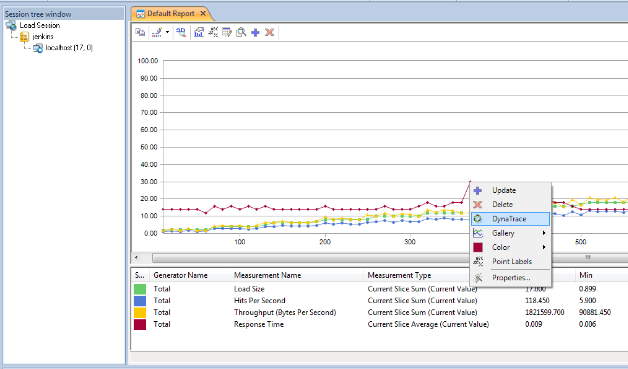 Session tree window
Load Session
jenkins
localhost (17, 0)
Default Report
100.00
90.00
80.00
70.00
60.00
50.00
40.00
30.00
20.00
10.00
0.00
100
200
300
500
Update
Delete
DynaTrace
Gallery
Color
Point Labels
Properties...
S... Generator Name Measurement Name Measurement Type Min
Total Load Size Current Slice Sum (Current Value) 17.000 0.899
Total Hits Per Second Current Slice Sum (Current Value) 118.450 5.900
Total Throughput (Bytes Per Second) Current Slice Sum (Current Value) 1821599.700 90881.450
Total Response Time Current Slice Average (Current Value) 0.009 0.006